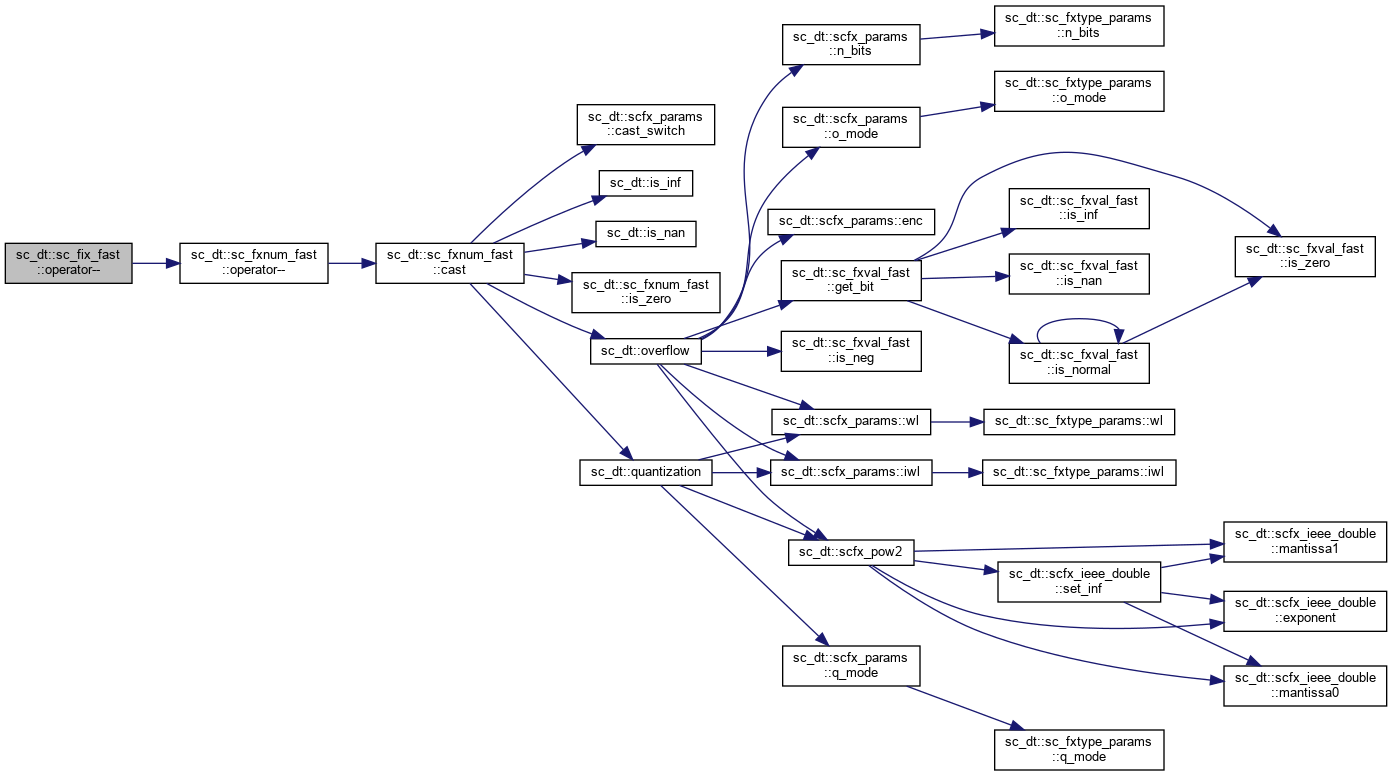 sc_dt::sc_fix_fast
::operator--
sc_dt::sc_fxnum_fast
::operator--
sc_dt::sc_fxnum_fast
::cast
sc_dt::scfx_params
::cast_switch
sc_dt::is_inf
sc_dt::is_nan
sc_dt::sc_fxnum_fast
::is_zero
sc_dt::overflow
sc_dt::quantization
sc_dt::scfx_params
::n_bits
sc_dt::scfx_params
::o_mode
sc_dt::scfx_params::enc
sc_dt::sc_fxval_fast
::get_bit
sc_dt::sc_fxval_fast
::is_neg
sc_dt::scfx_params::wl
sc_dt::scfx_params::iwl
sc_dt::scfx_pow2
sc_dt::scfx_params
::q_mode
sc_dt::sc_fxtype_params
::n_bits
sc_dt::sc_fxtype_params
::o_mode
sc_dt::sc_fxval_fast
::is_inf
sc_dt::sc_fxval_fast
::is_nan
sc_dt::sc_fxval_fast
::is_normal
sc_dt::sc_fxtype_params::wl
sc_dt::sc_fxtype_params::iwl
sc_dt::scfx_ieee_double
::set_inf
sc_dt::sc_fxtype_params
::q_mode
sc_dt::sc_fxval_fast
::is_zero
sc_dt::scfx_ieee_double
::mantissa1
sc_dt::scfx_ieee_double
::exponent
sc_dt::scfx_ieee_double
::mantissa0